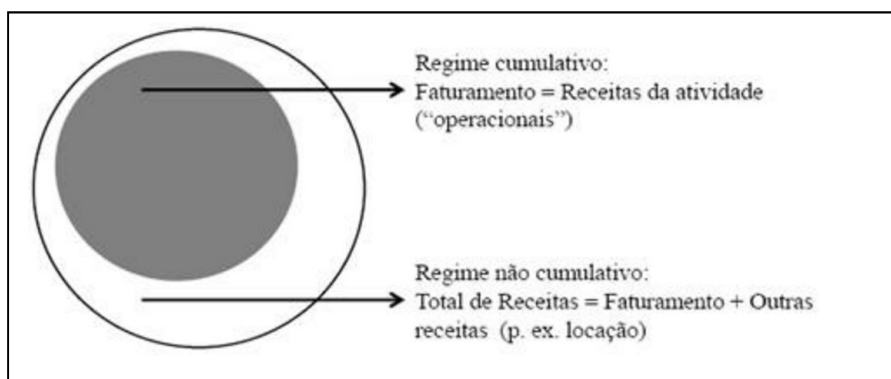 Regime cumulativo:
Faturamento = Receitas da atividade
(“operacionais”)
Regime não cumulativo:
Total de Receitas = Faturamento + Outras
receitas (p. ex. locação)